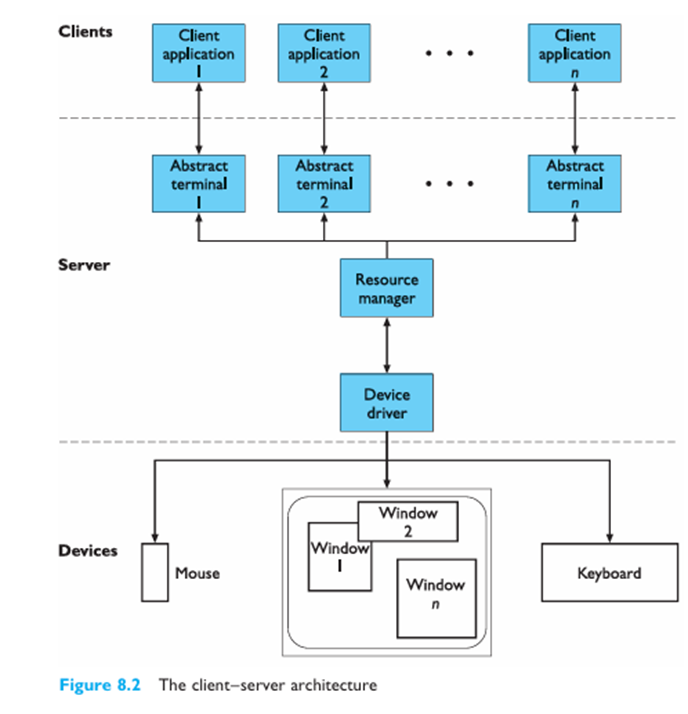 Clients
Client
application
1
Client
application
2
Client
application
n
Abstract
terminal
1
Abstract
terminal
2
Abstract
terminal
n
Server
Resource
manager
Device
driver
Devices
Mouse
Window
1
Window
2
Window
n
Keyboard
Figure 8.2 The client–server architecture